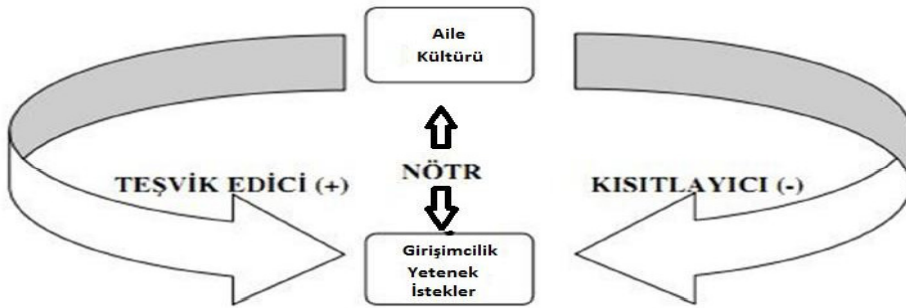 Aile
Kültürü
TEŞVİK EDİCİ (+)
NÖTR
KISITLAYICI (-)
Girişimcilik
Yetenek
İstekler